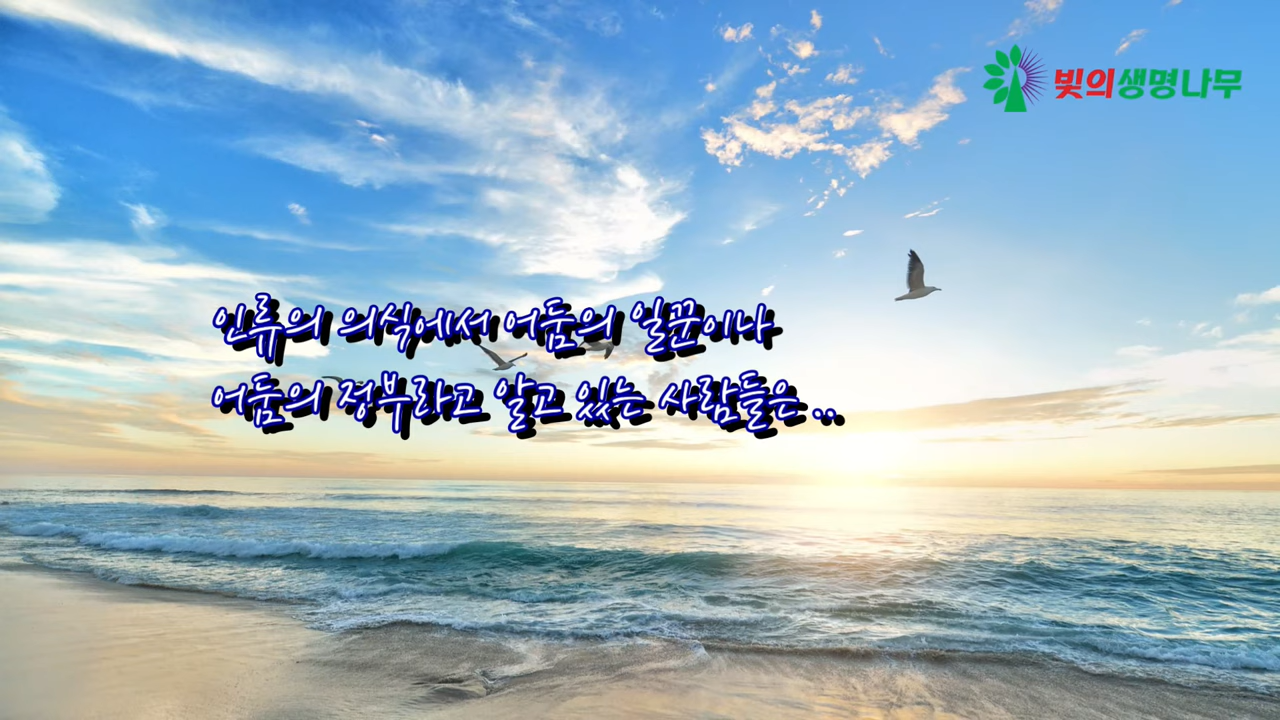 빛의생명나무
인류의 의식에서 어둠의 일꾼이나
어둠의 정부라고 알고 있는 사람들은 ..